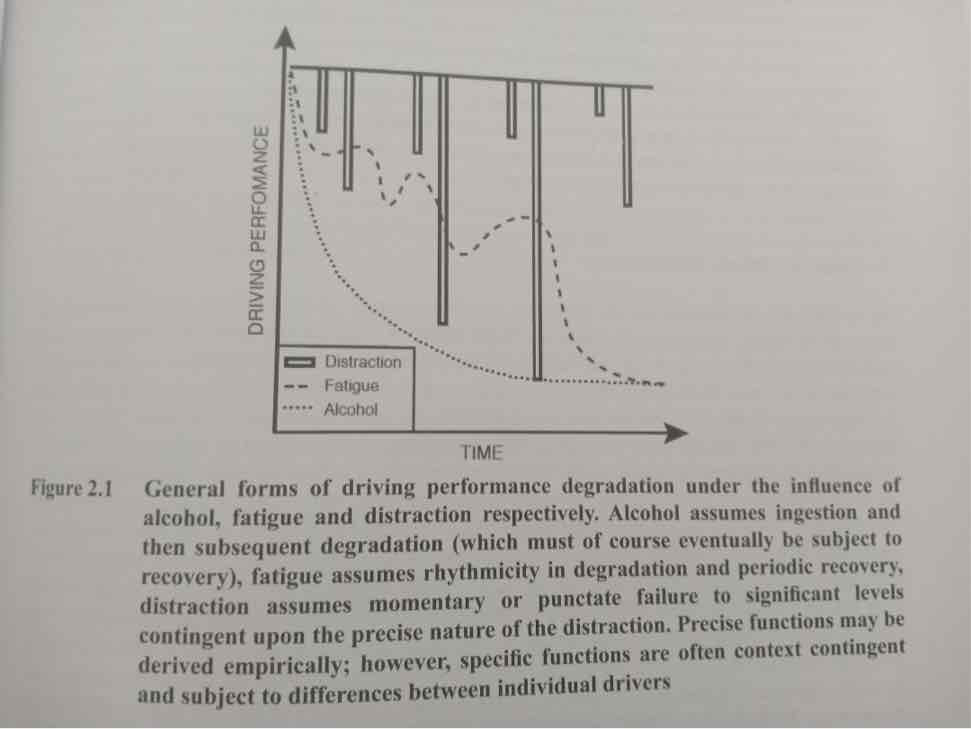 DRIVING PERFOMANCE
Distraction
Fatigue
Alcohol
TIME
Figure 2.1 General forms of driving performance degradation under the influence of
alcohol, fatigue and distraction respectively. Alcohol assumes ingestion and
then subsequent degradation (which must of course eventually be subject to
recovery), fatigue assumes rhythmicity in degradation and periodic recovery,
distraction assumes momentary or punctate failure to significant levels
contingent upon the precise nature of the distraction. Precise functions may be
derived empirically; however, specific functions are often context contingent
and subject to differences between individual drivers